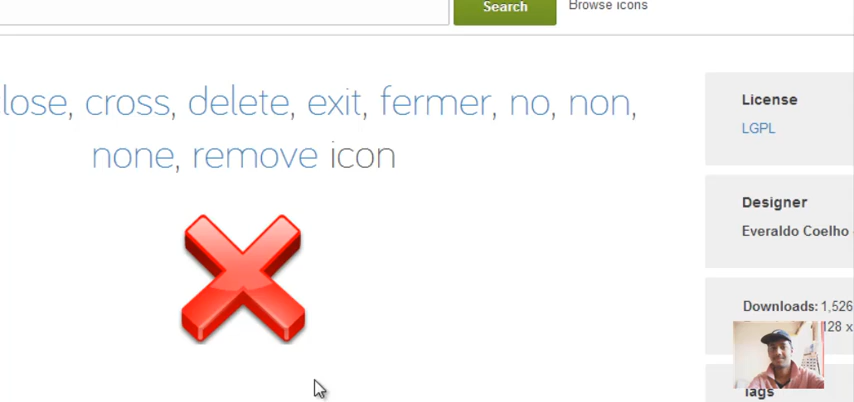 Search
Browse icons
lose, cross, delete, exit, fermer, no, non,
none, remove icon
License
LGPL
Designer
Everaldo Coelho
Downloads: 1,526
128 x
Tags